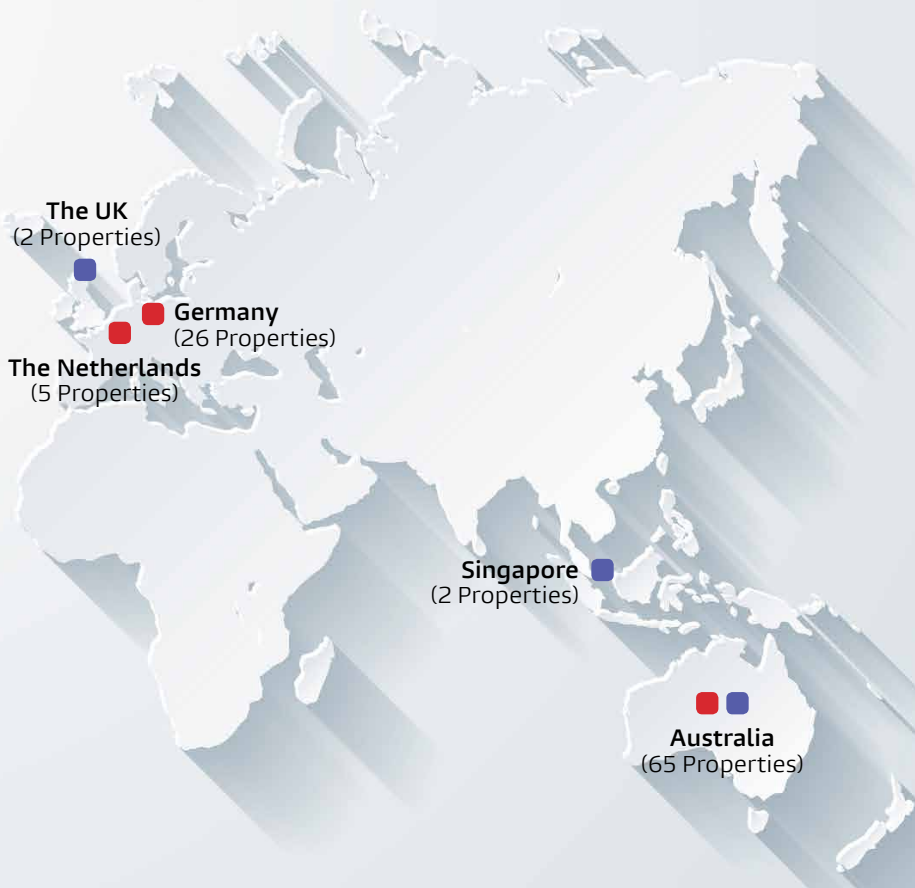 The UK
(2 Properties)
Germany
(26 Properties)
The Netherlands
(5 Properties)
Singapore
(2 Properties)
Australia
(65 Properties)